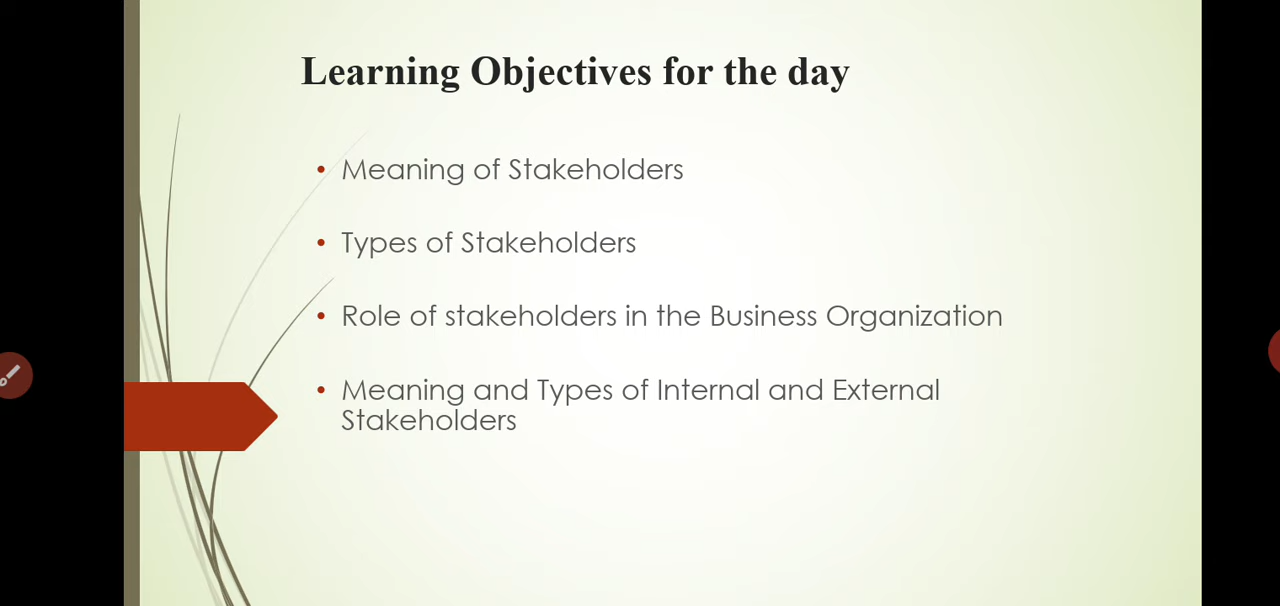 Learning Objectives for the day
• Meaning of Stakeholders
• Types of Stakeholders
• Role of stakeholders in the Business Organization
• Meaning and Types of Internal and External
Stakeholders